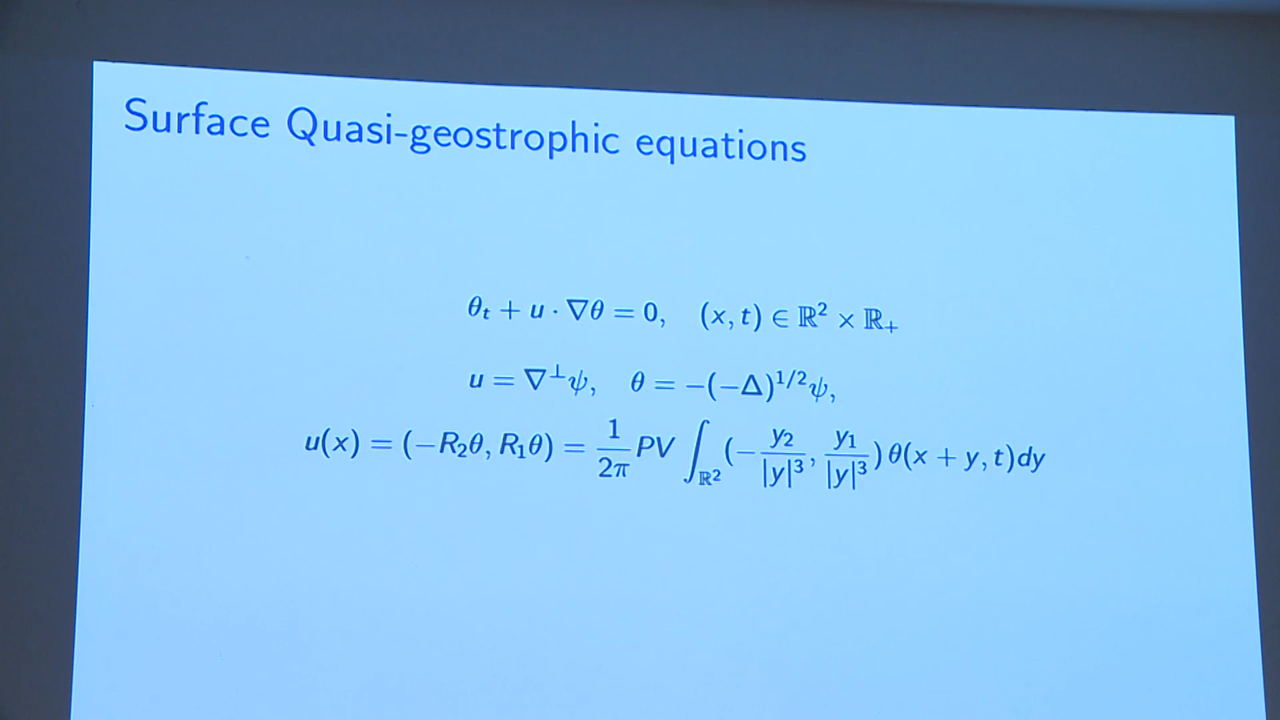 Surface Quasi-geostrophic equations
θₜ + u · ∇θ = 0, (x, t) ∈ ℝ² × ℝ₊
u = ∇^⊥ψ, θ = −(−Δ)^{1/2}ψ,
u(x) = (−R₂θ, R₁θ) = \frac{1}{2π} PV ∫_{ℝ²} (−\frac{y₂}{|y|³}, \frac{y₁}{|y|³}) θ(x + y, t)dy